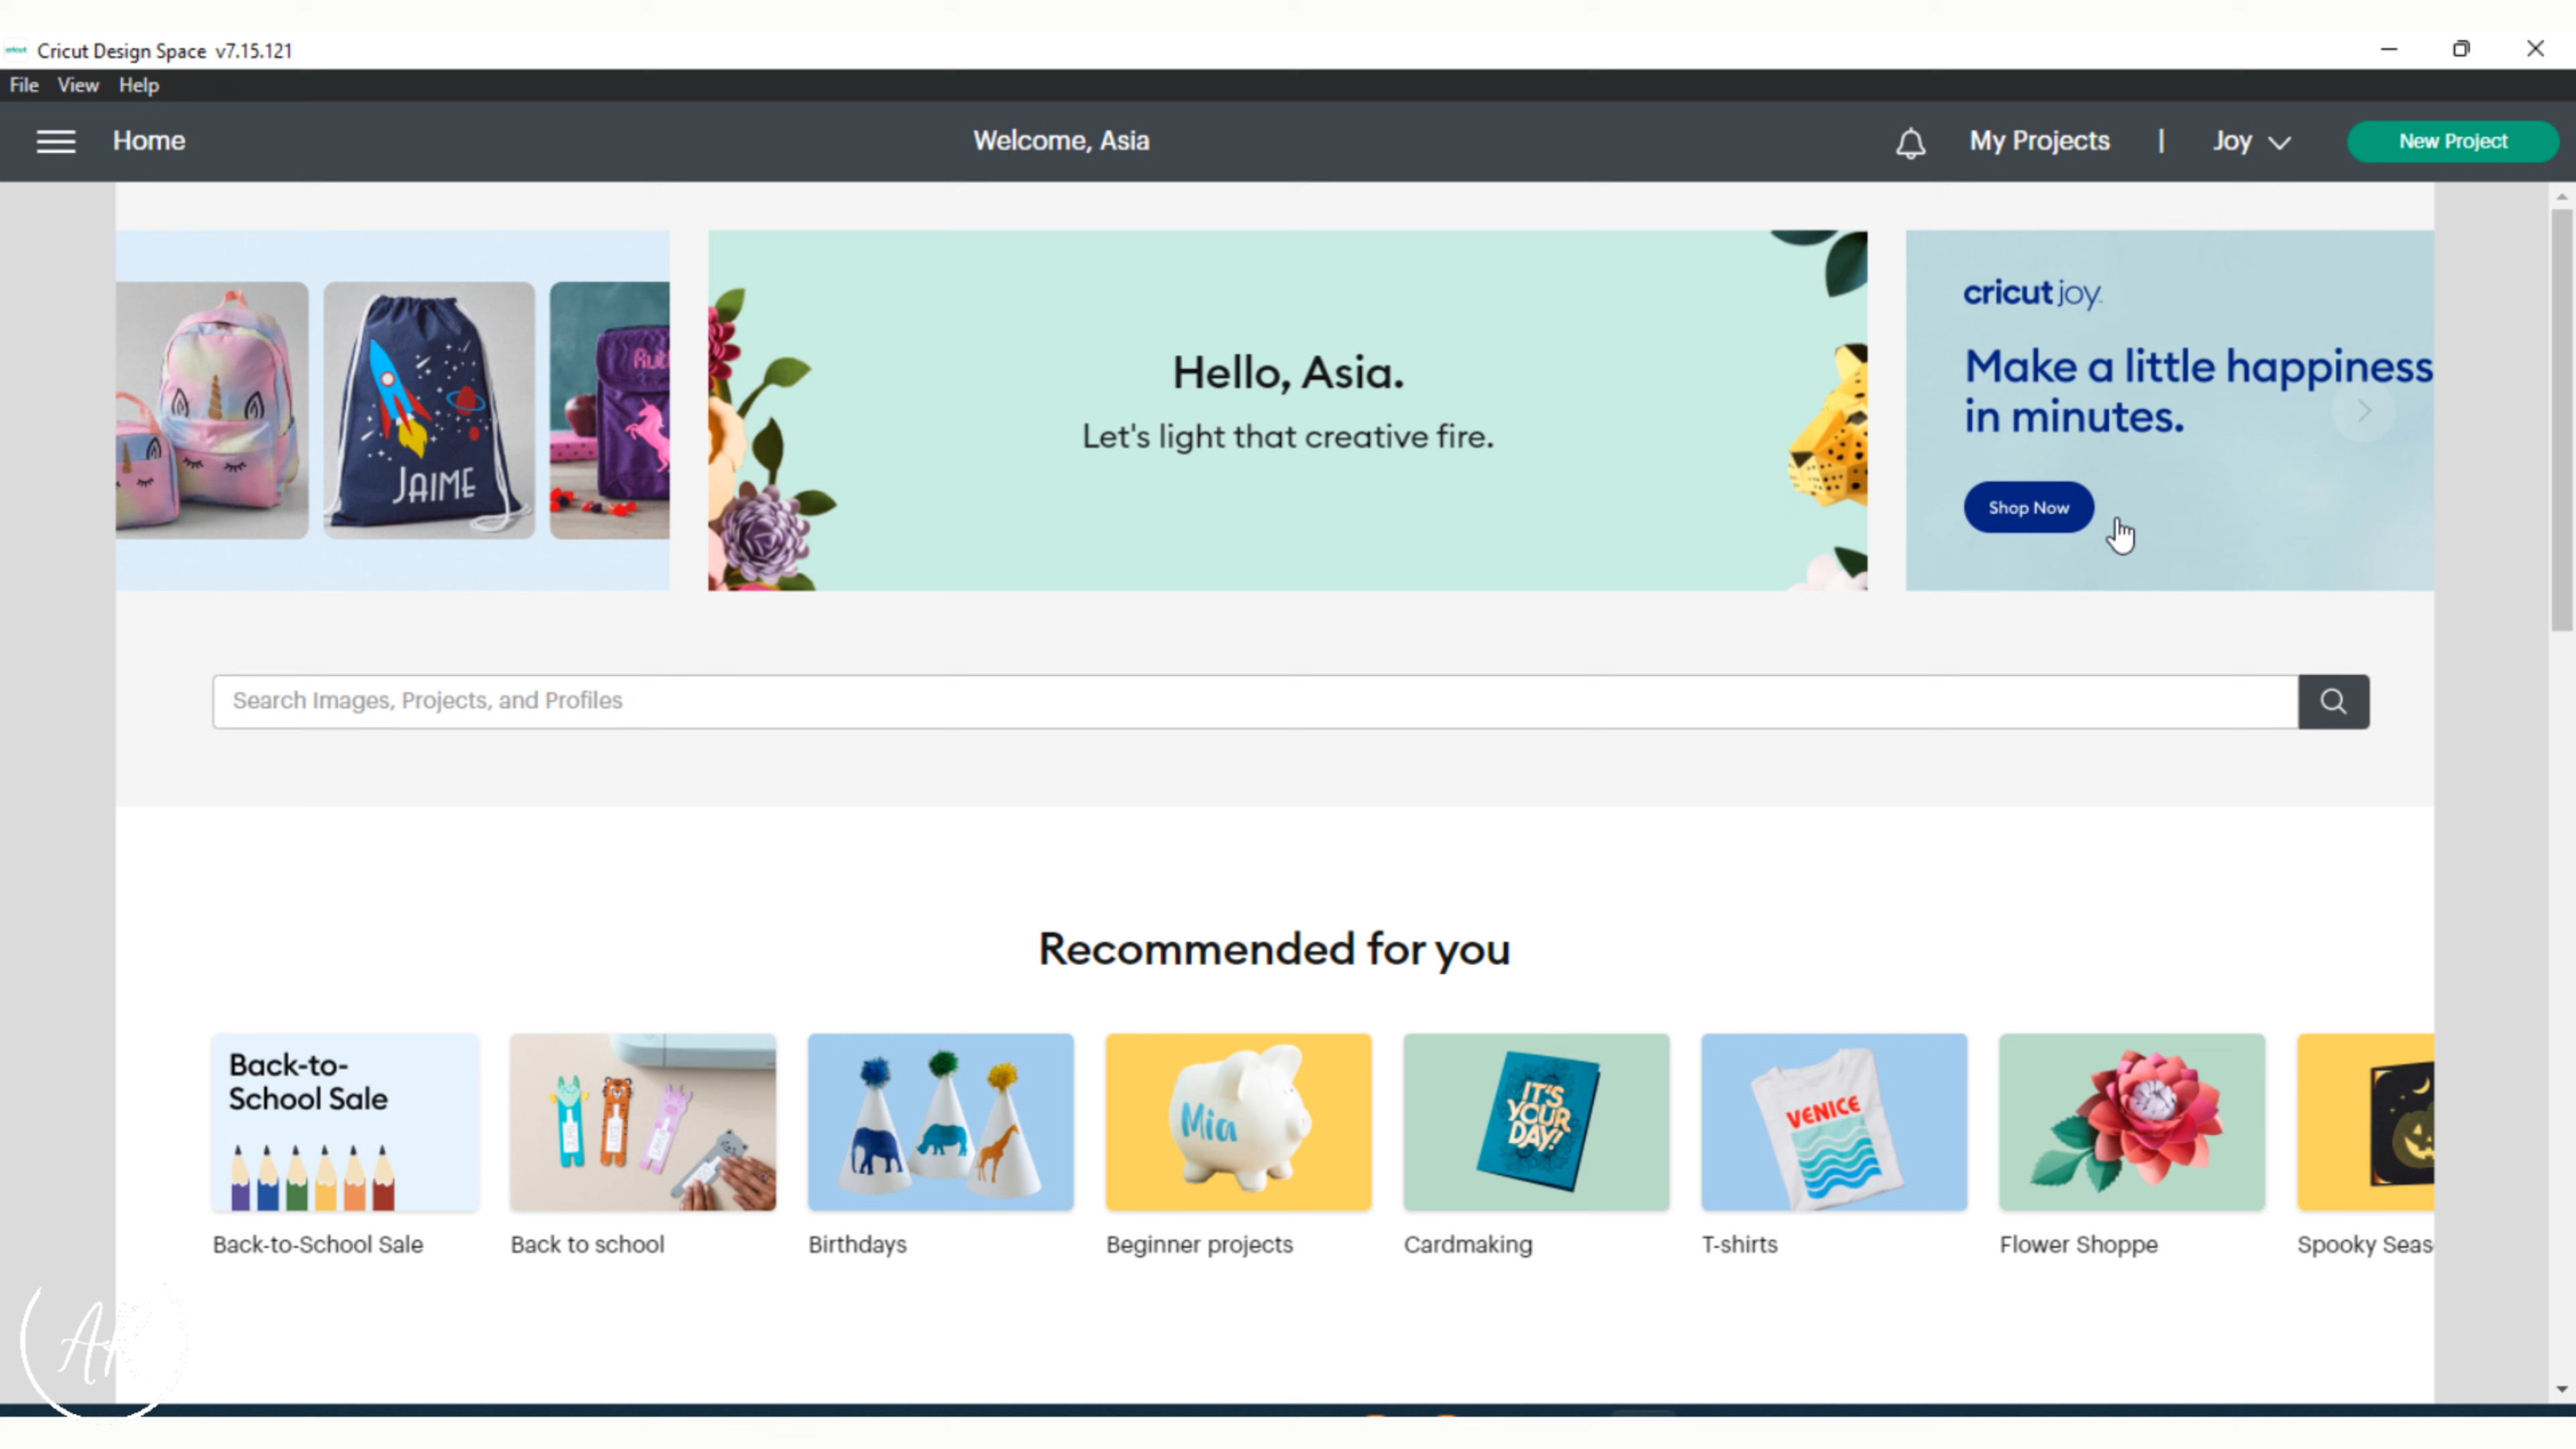 Cricut Design Space v7.15.121
File View Help
Home
Welcome, Asia
My Projects | Joy
New Project
JAIME
Hello, Asia.
Let's light that creative fire.
cricut joy
Make a little happiness
in minutes.
Shop Now
Search Images, Projects, and Profiles
Recommended for you
Back-to-
School Sale
Mia
IT'S
YOUR
DAY!
VENICE
Back-to-School Sale
Back to school
Birthdays
Beginner projects
Cardmaking
T-shirts
Flower Shoppe
Spooky Seas